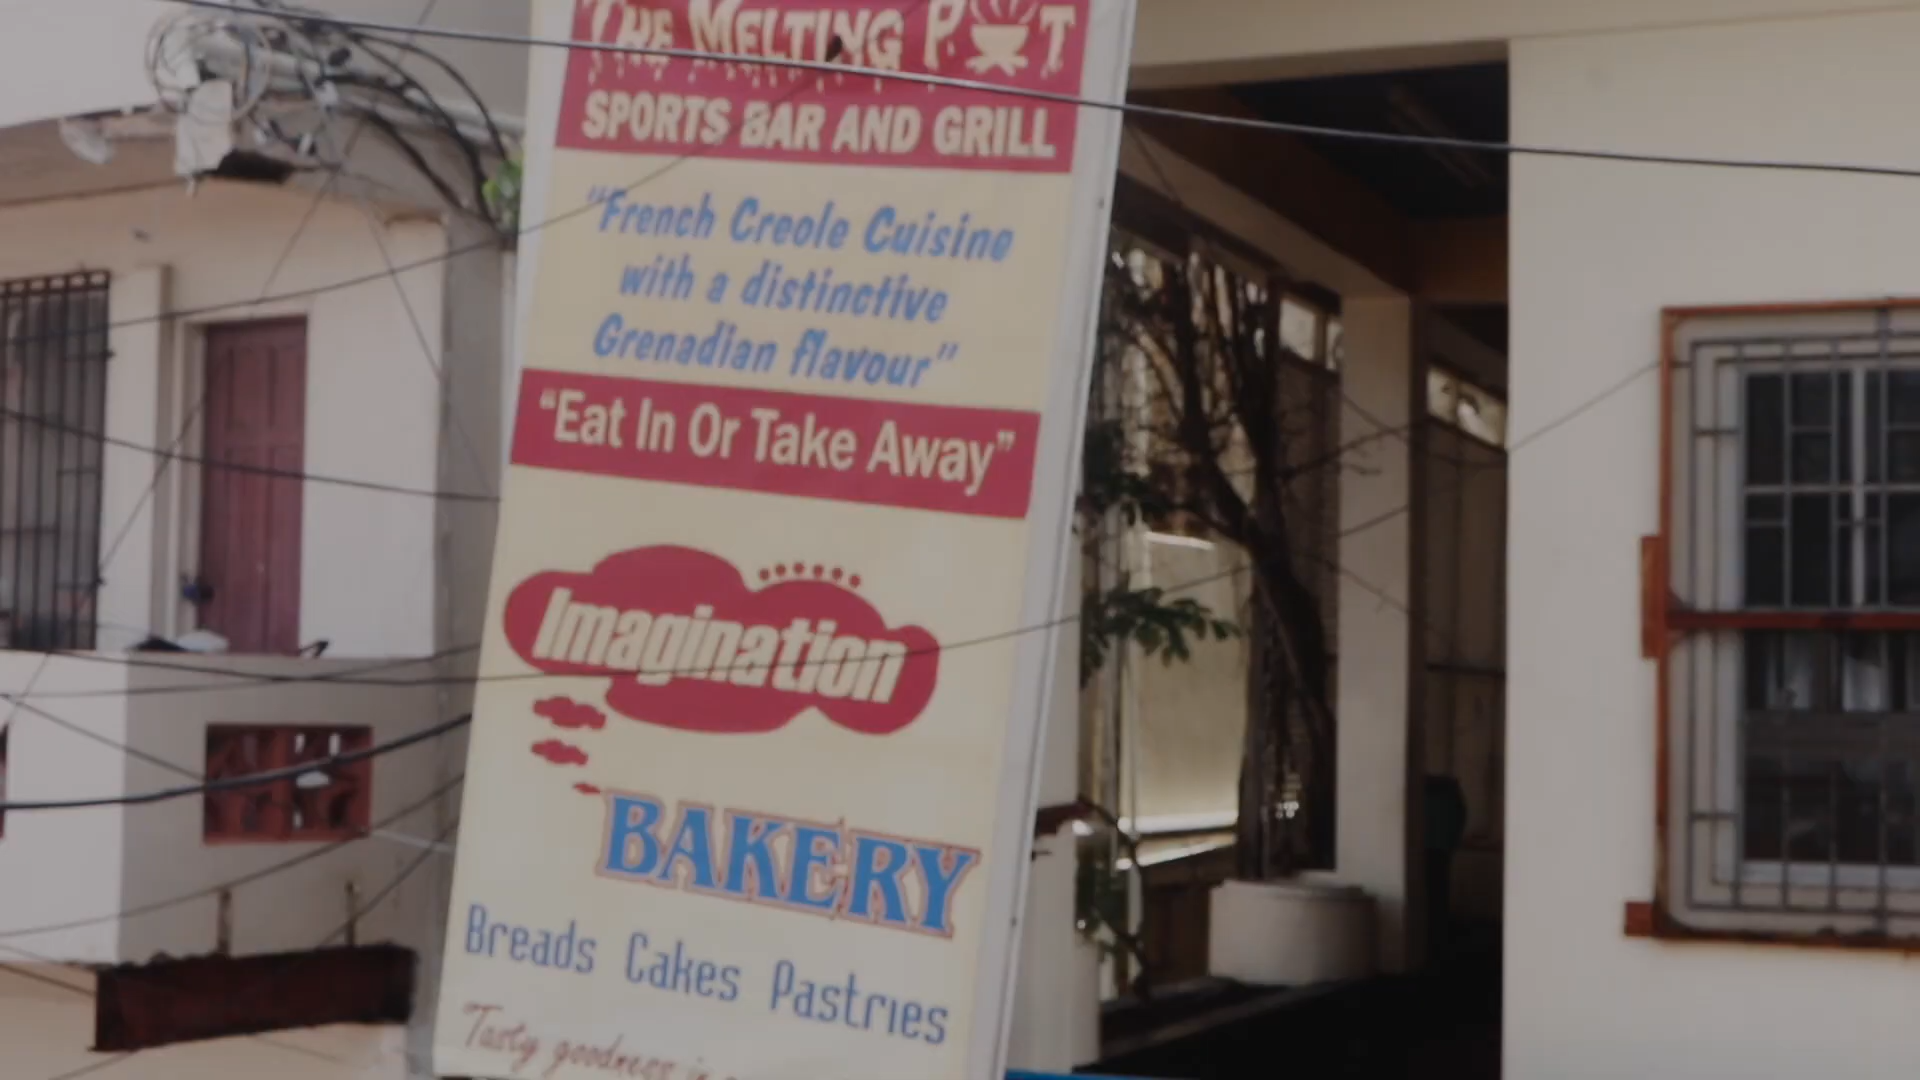 THE MELTING POT
SPORTS BAR AND GRILL
"French Creole Cuisine
with a distinctive
Grenadian flavour"
"Eat In Or Take Away"
Imagination
BAKERY
Breads Cakes Pastries
Tasty goodness in